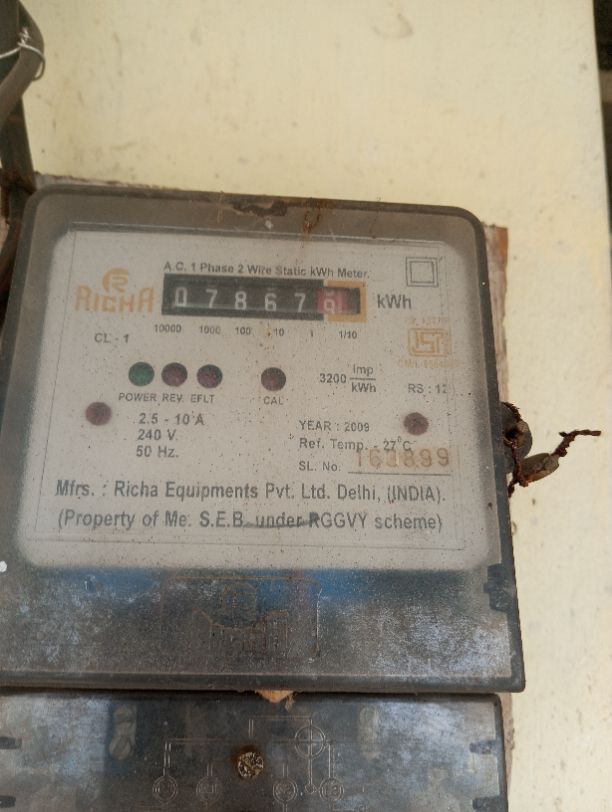 A.C. 1 Phase 2 Wire Static kWh Meter.
RICHA
0 7 8 6 7 kWh
10000 1000 100 10 1 1/10
CL - 1
3200 imp/kWh
POWER REV EFLT CAL
2.5 - 10 A
240 V.
50 Hz.
YEAR : 2009
Ref. Temp. - 27°C
SL. No. 163899
Mfrs. : Richa Equipments Pvt. Ltd. Delhi, (INDIA).
(Property of Me. S.E.B. under RGGVY scheme)